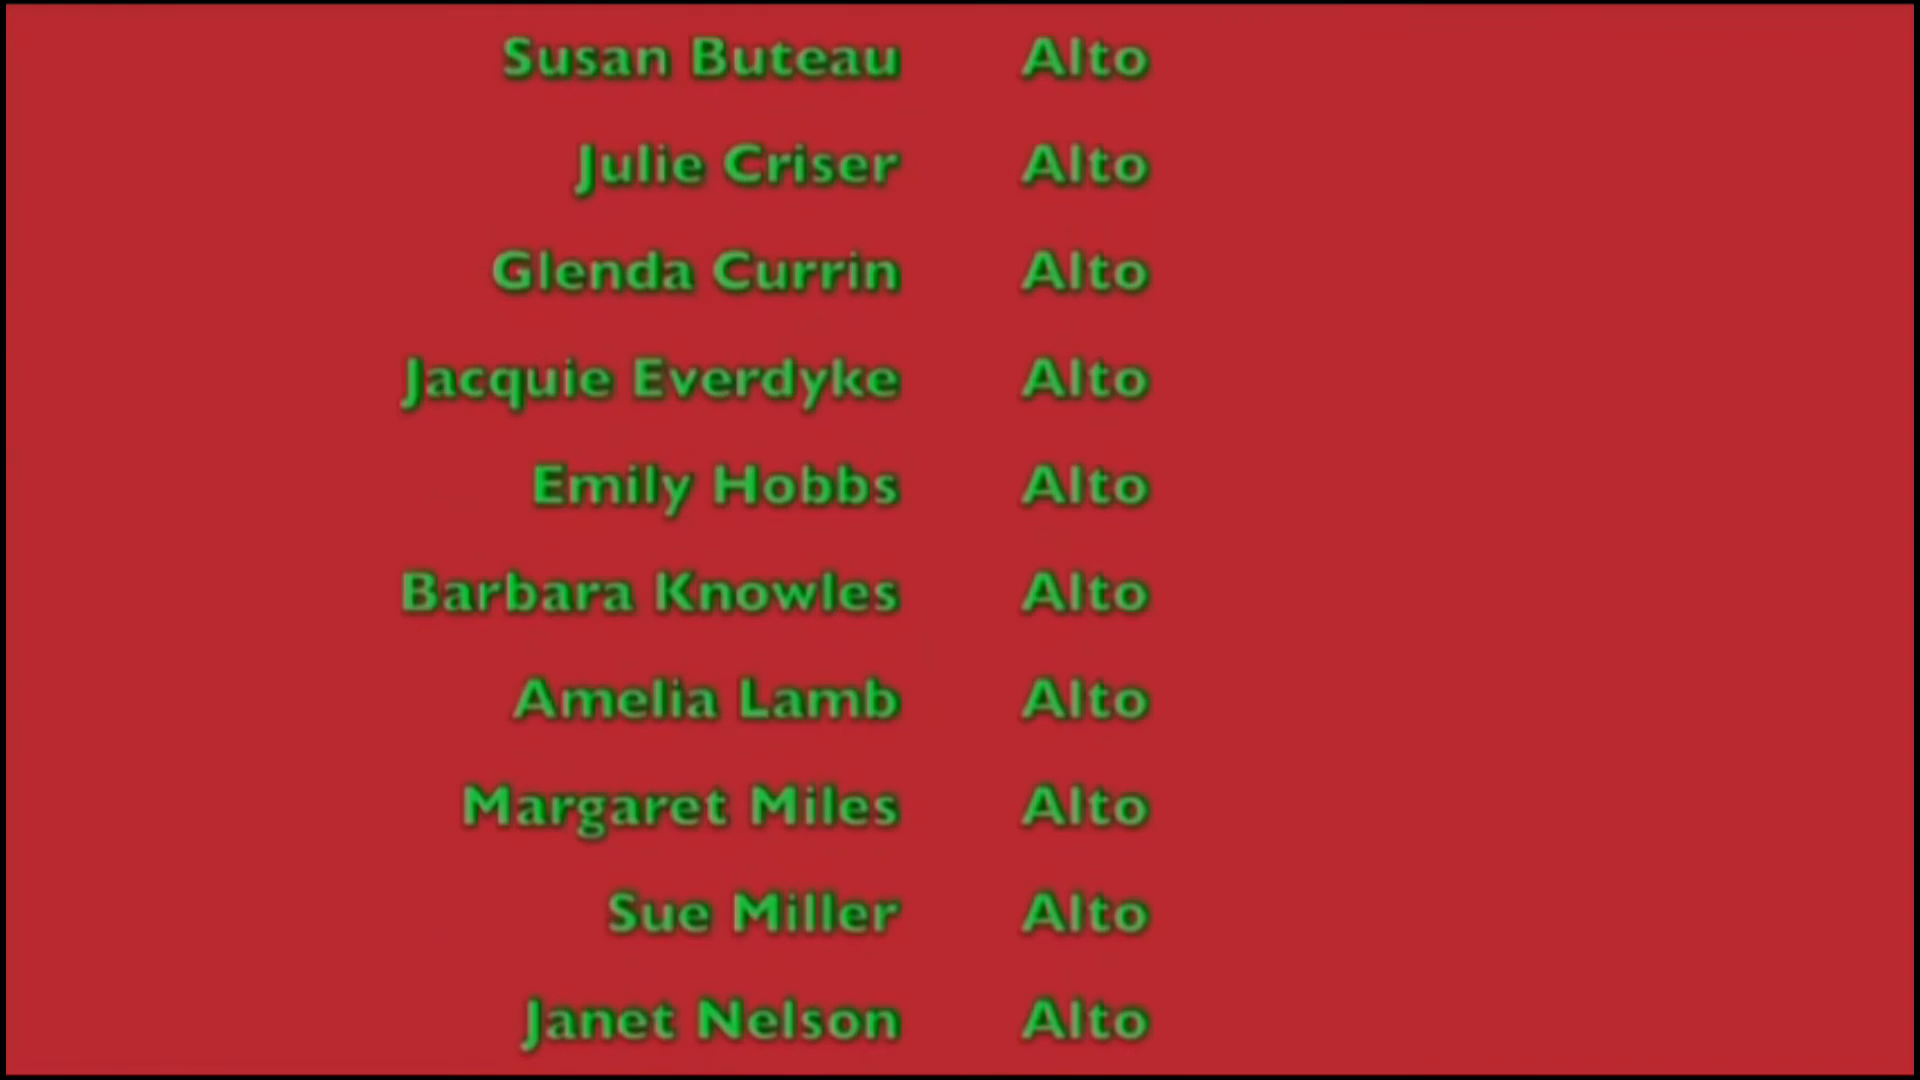 Susan Buteau Alto
Julie Criser Alto
Glenda Currin Alto
Jacquie Everdyke Alto
Emily Hobbs Alto
Barbara Knowles Alto
Amelia Lamb Alto
Margaret Miles Alto
Sue Miller Alto
Janet Nelson Alto